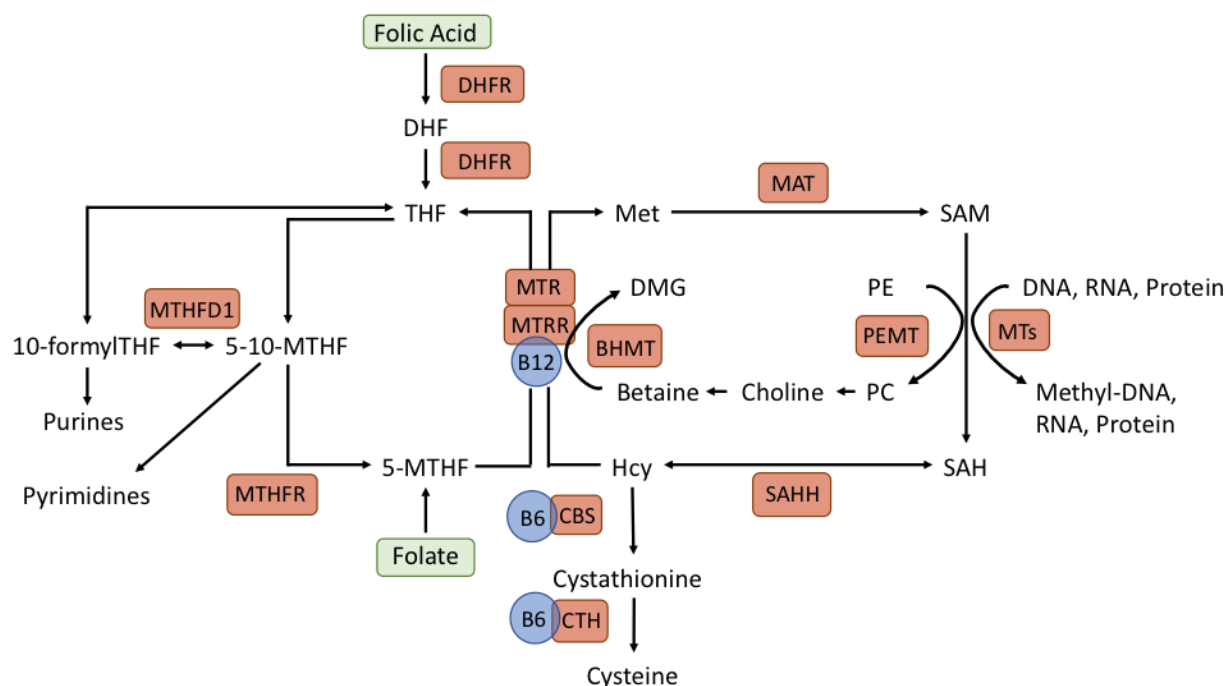 Folic Acid
DHFR
DHF
DHFR
MAT
THF
Met
SAM
MTR
DMG
PE
DNA, RNA, Protein
MTHFD1
MTRR
PEMT
MTs
10-formylTHF
5-10-MTHF
B12
BHMT
Betaine
Choline
PC
Methyl-DNA,
RNA, Protein
Purines
5-MTHF
Hcy
SAH
Pyrimidines
MTHFR
SAHH
B6
CBS
Folate
Cystathionine
B6
CTH
Cysteine